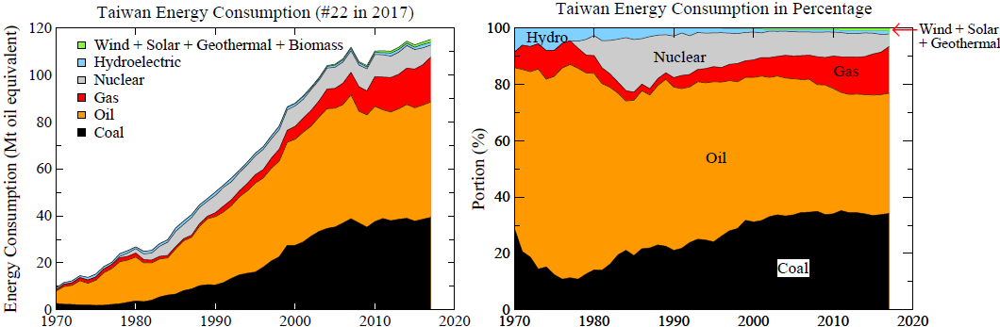 Taiwan Energy Consumption (#22 in 2017)
Energy Consumption (Mt oil equivalent)
120
100
80
60
40
20
0
Wind + Solar + Geothermal + Biomass
Hydroelectric
Nuclear
Gas
Oil
Coal
1970 1980 1990 2000 2010 2020
Taiwan Energy Consumption in Percentage
Portion (%)
100
80
60
40
20
0
Hydro
Nuclear
Gas
Oil
Coal
Wind + Solar
+ Geothermal
1970 1980 1990 2000 2010 2020